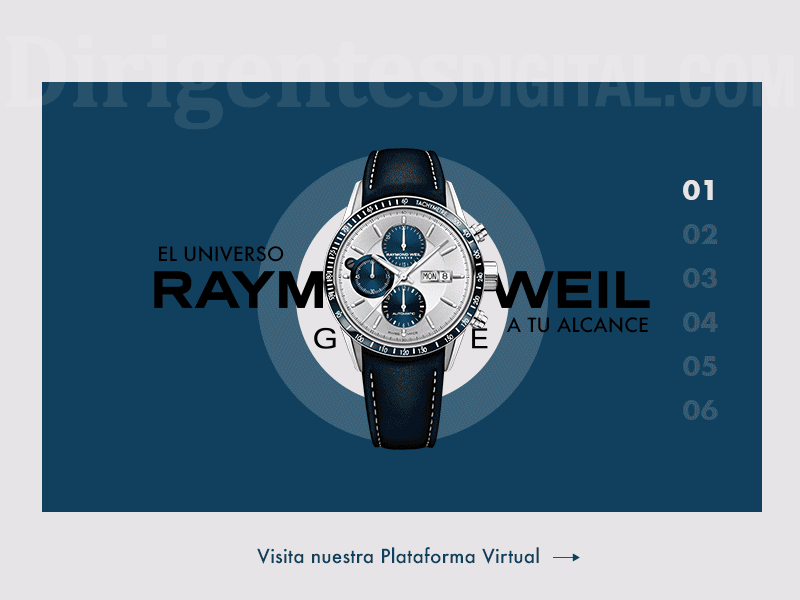 DirigentesDIGITAL.COM
EL UNIVERSO
RAYM WEIL
A TU ALCANCE
G E
TACHYMETRE
RAYMOND WEIL
GENEVE
MON 8
AUTOMATIC
01
02
03
04
05
06
Visita nuestra Plataforma Virtual